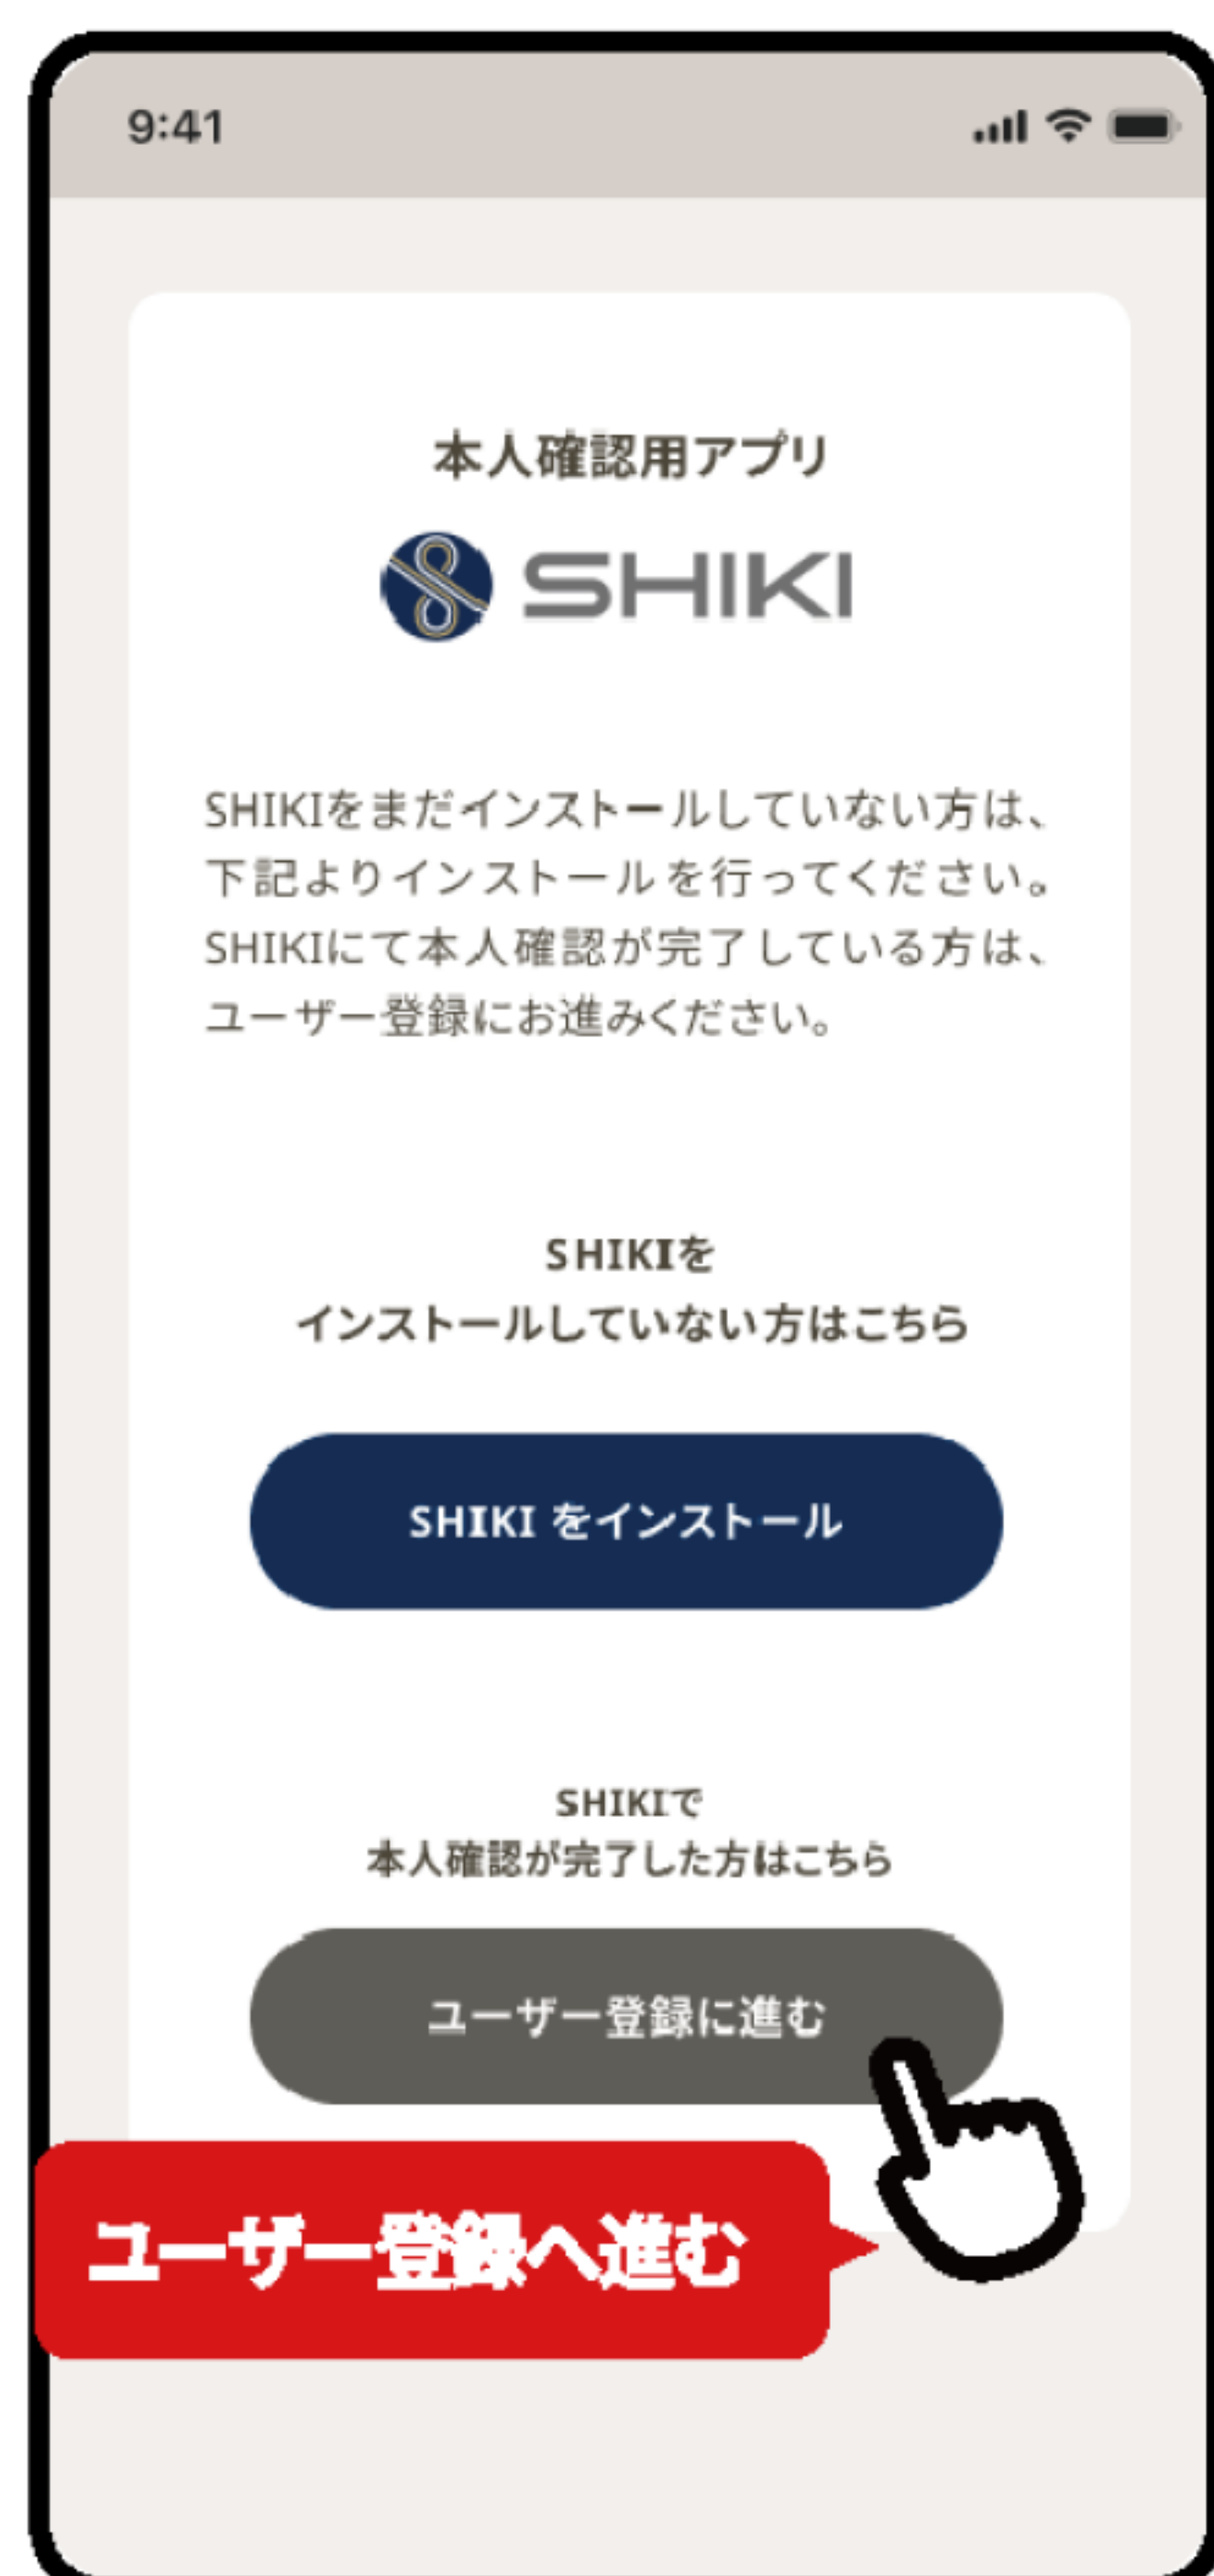 9:41
本人確認用アプリ
SHIKI
SHIKIをまだインストールしていない方は、
下記よりインストールを行ってください。
SHIKIにて本人確認が完了している方は、
ユーザー登録にお進みください。
SHIKIを
インストールしていない方はこちら
SHIKI をインストール
SHIKIで
本人確認が完了した方はこちら
ユーザー登録に進む
ユーザー登録へ進む